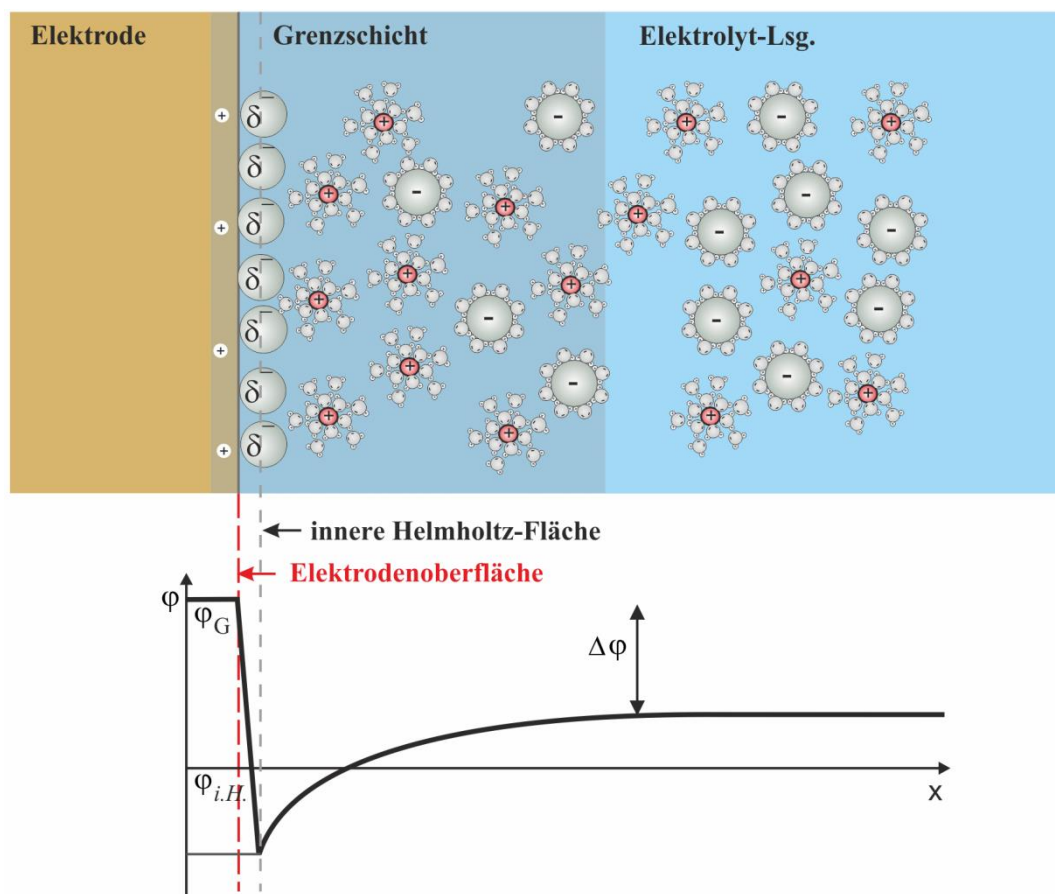 Elektrode
Grenzschicht
Elektrolyt-Lsg.
+ δ⁻ + -
+ -
δ⁻ + -
+ δ⁻ + - + + -
δ⁻ + + +
+ δ⁻ + - -
δ⁻ + - -
+ δ⁻ + + + +
innere Helmholtz-Fläche
Elektrodenoberfläche
φ
φG
Δφ
φi.H.
x